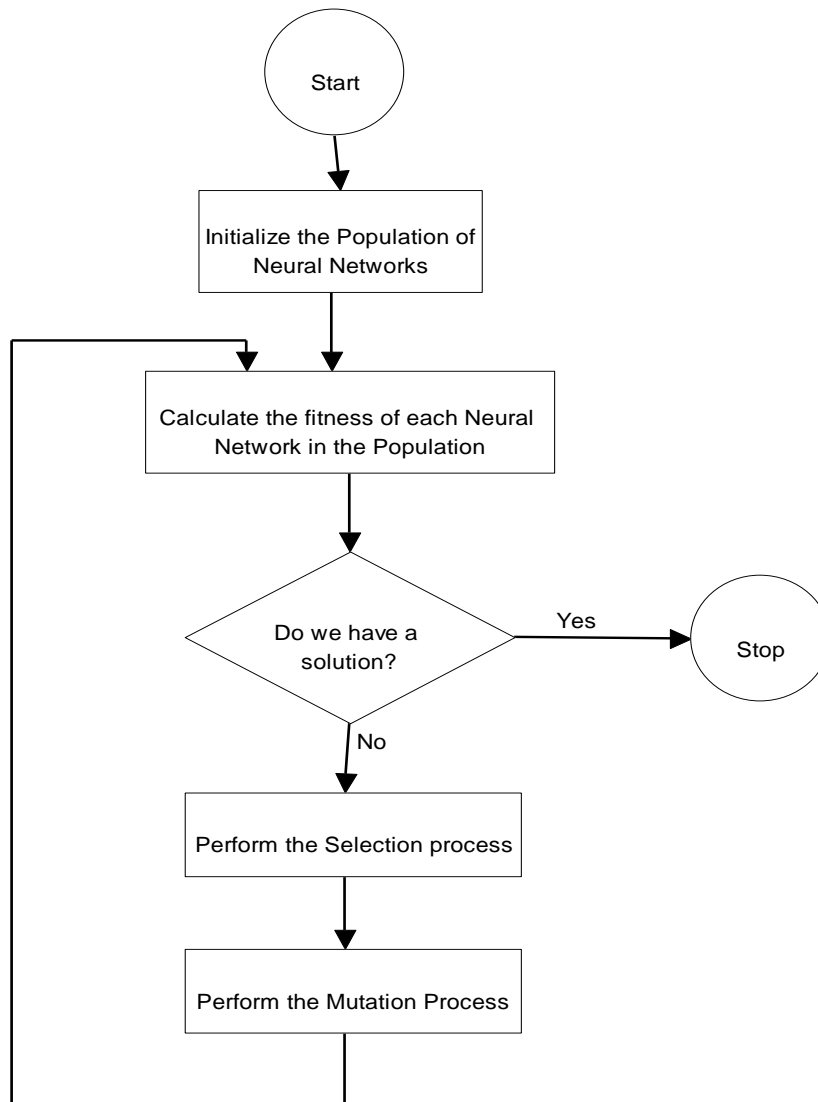 Start
Initialize the Population of
Neural Networks
Calculate the fitness of each Neural
Network in the Population
Do we have a
solution?
Yes
Stop
No
Perform the Selection process
Perform the Mutation Process